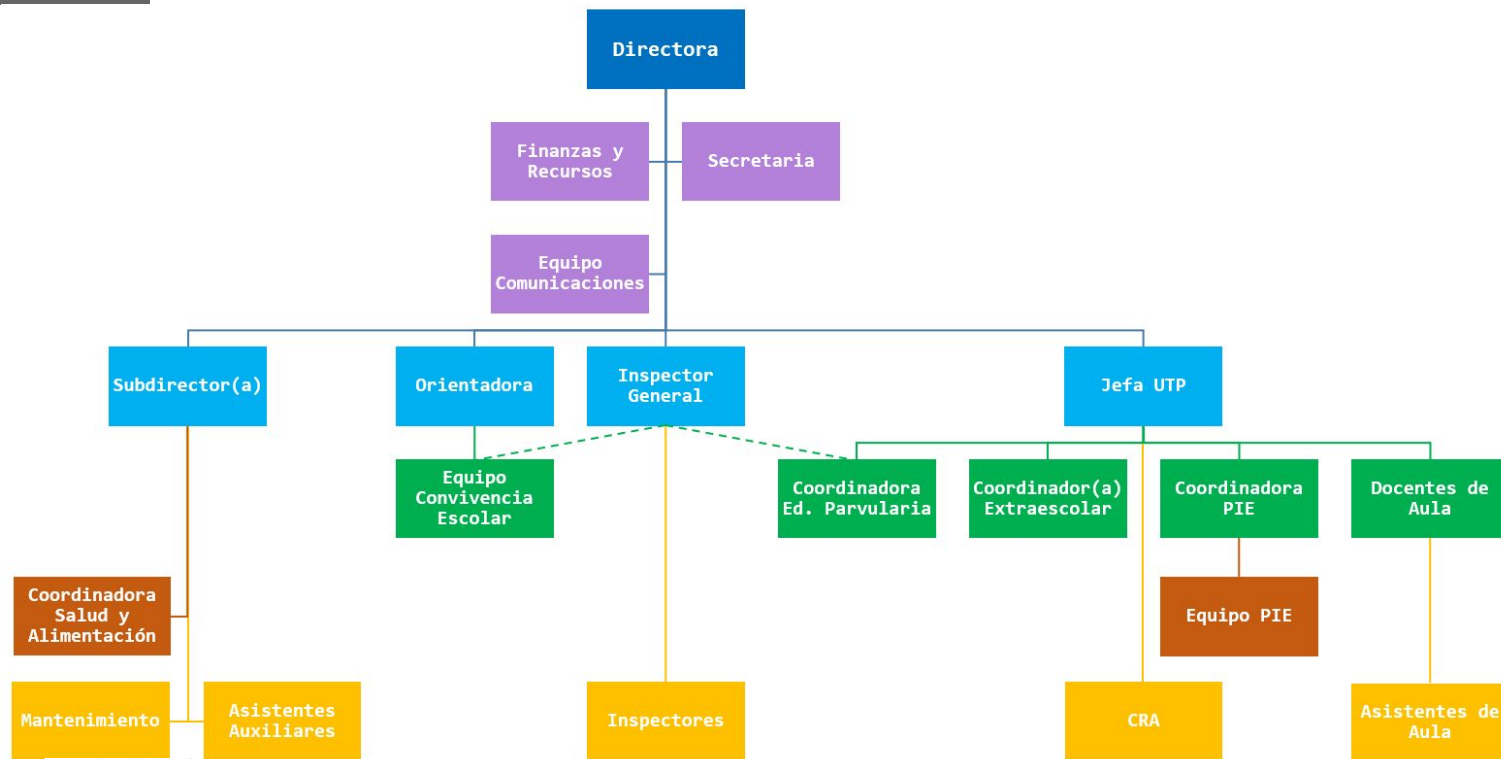 Directora
Finanzas y
Recursos
Secretaria
Equipo
Comunicaciones
Subdirector(a)
Orientadora
Inspector
General
Jefa UTP
Equipo
Convivencia
Escolar
Coordinadora
Ed. Parvularia
Coordinador(a)
Extraescolar
Coordinadora
PIE
Docentes de
Aula
Coordinadora
Salud y
Alimentación
Equipo PIE
Mantenimiento
Asistentes
Auxiliares
Inspectores
CRA
Asistentes de
Aula